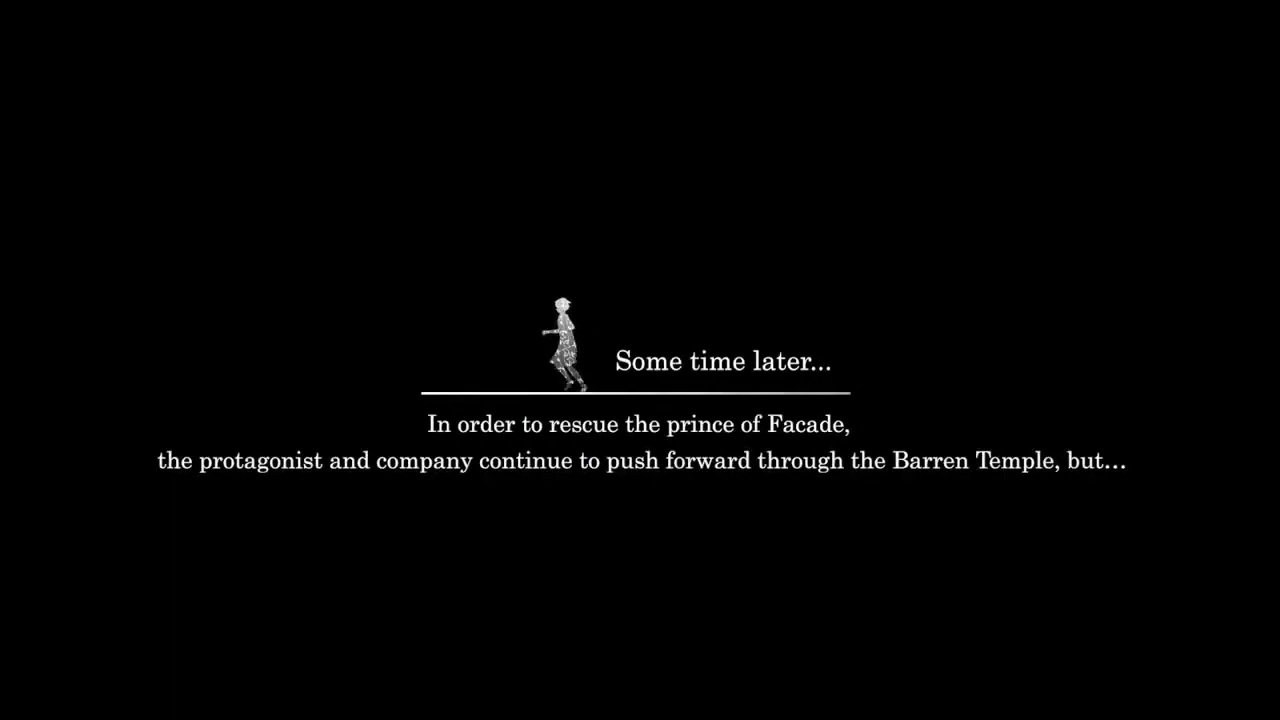 Some time later...
In order to rescue the prince of Facade,
the protagonist and company continue to push forward through the Barren Temple, but...